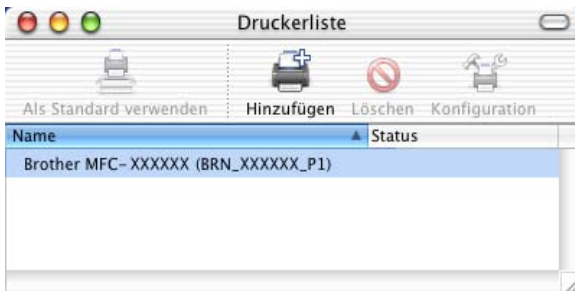 Druckerliste
Als Standard verwenden Hinzufügen Löschen Konfiguration
Name Status
Brother MFC- XXXXXX (BRN_XXXXXX_P1)